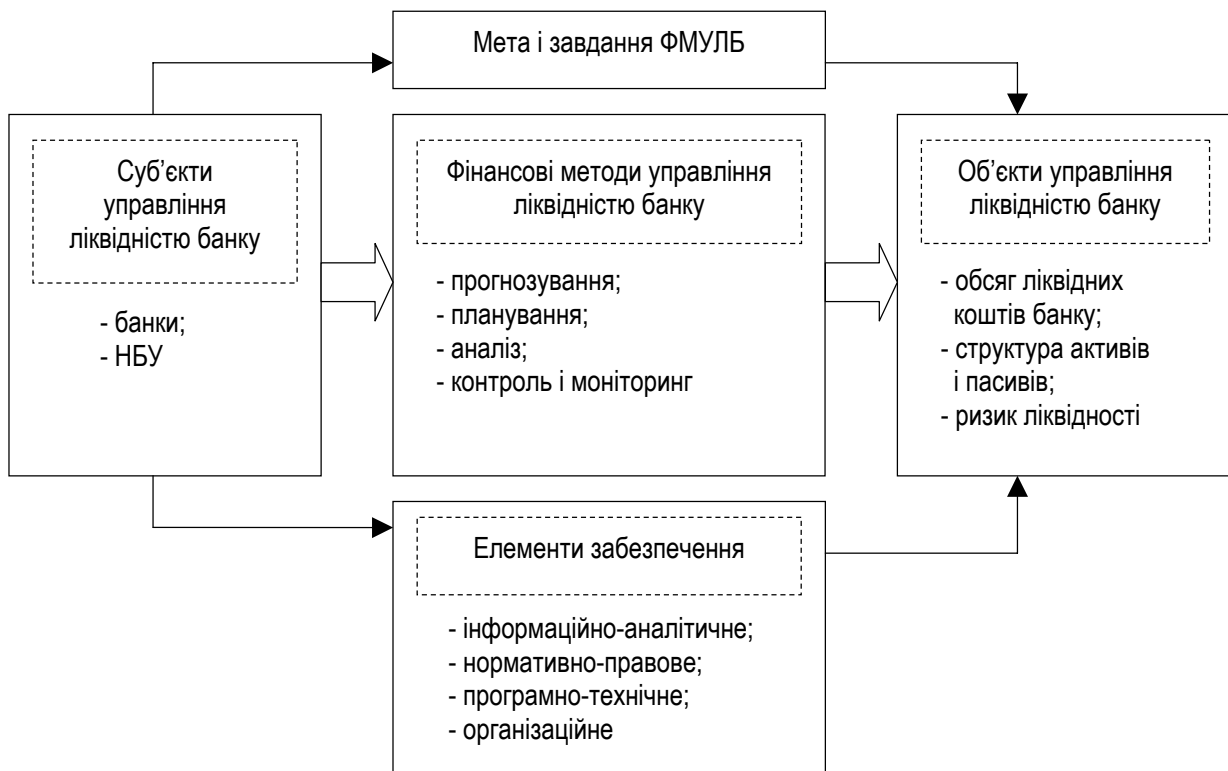 Мета і завдання ФМУЛБ
Суб’єкти
управління
ліквідністю банку
- банки;
- НБУ
Фінансові методи управління
ліквідністю банку
- прогнозування;
- планування;
- аналіз;
- контроль і моніторинг
Об’єкти управління
ліквідністю банку
- обсяг ліквідних
коштів банку;
- структура активів
і пасивів;
- ризик ліквідності
Елементи забезпечення
- інформаційно-аналітичне;
- нормативно-правове;
- програмно-технічне;
- організаційне